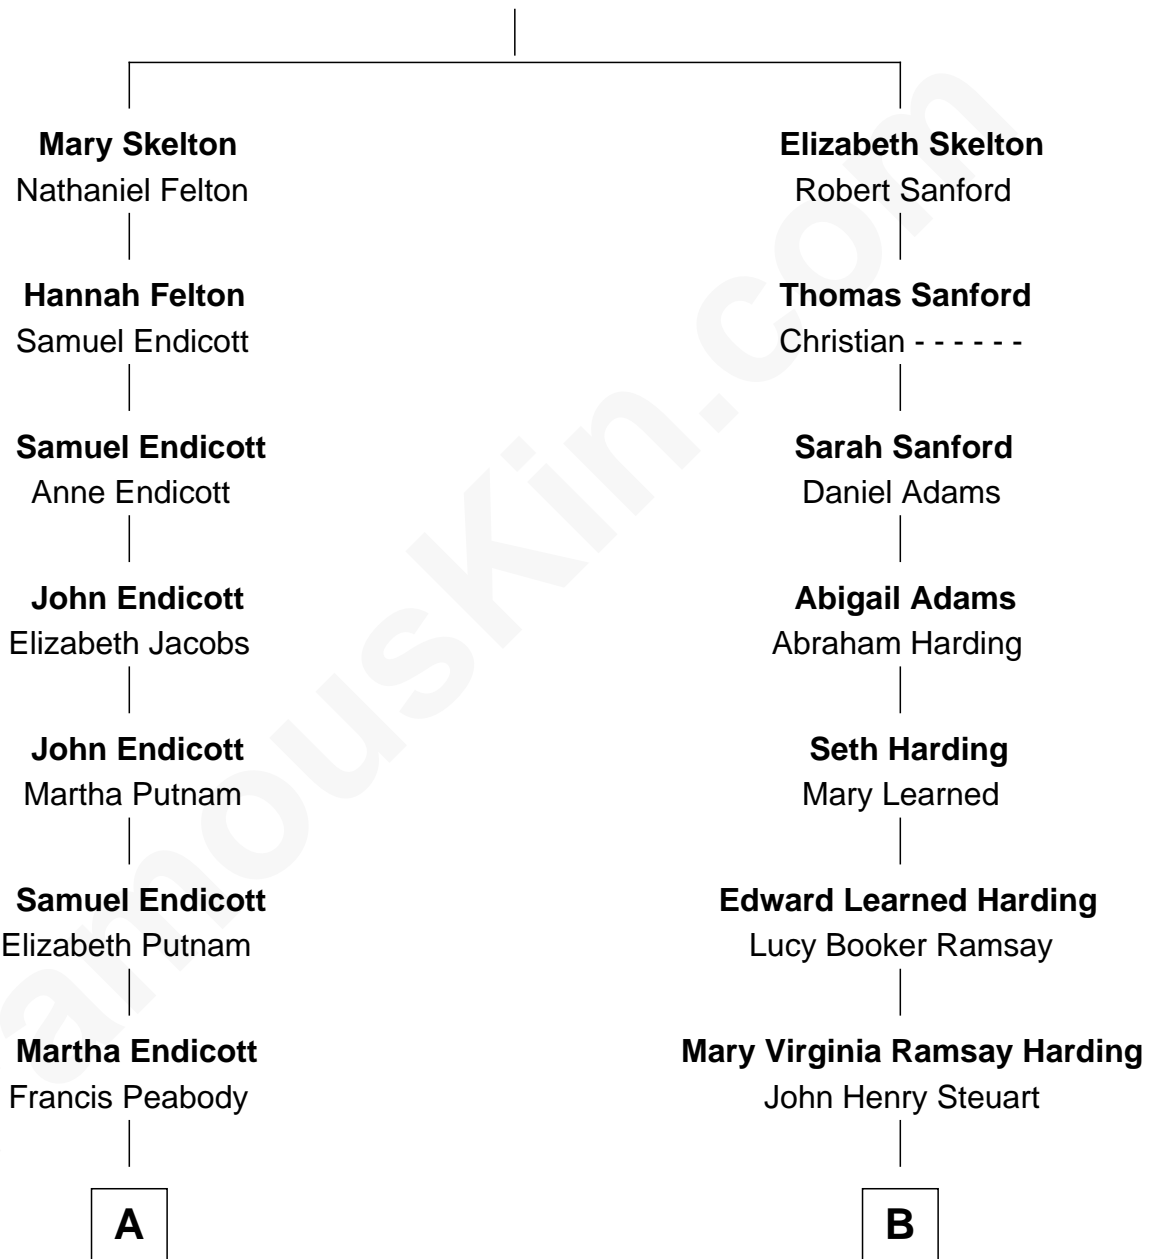 Mary Skelton
Nathaniel Felton
Hannah Felton
Samuel Endicott
Samuel Endicott
Anne Endicott
John Endicott
Elizabeth Jacobs
John Endicott
Martha Putnam
Samuel Endicott
Elizabeth Putnam
Martha Endicott
Francis Peabody
A
Elizabeth Skelton
Robert Sanford
Thomas Sanford
Christian - - - - - -
Sarah Sanford
Daniel Adams
Abigail Adams
Abraham Harding
Seth Harding
Mary Learned
Edward Learned Harding
Lucy Booker Ramsay
Mary Virginia Ramsay Harding
John Henry Steuart
B
amouskin.com